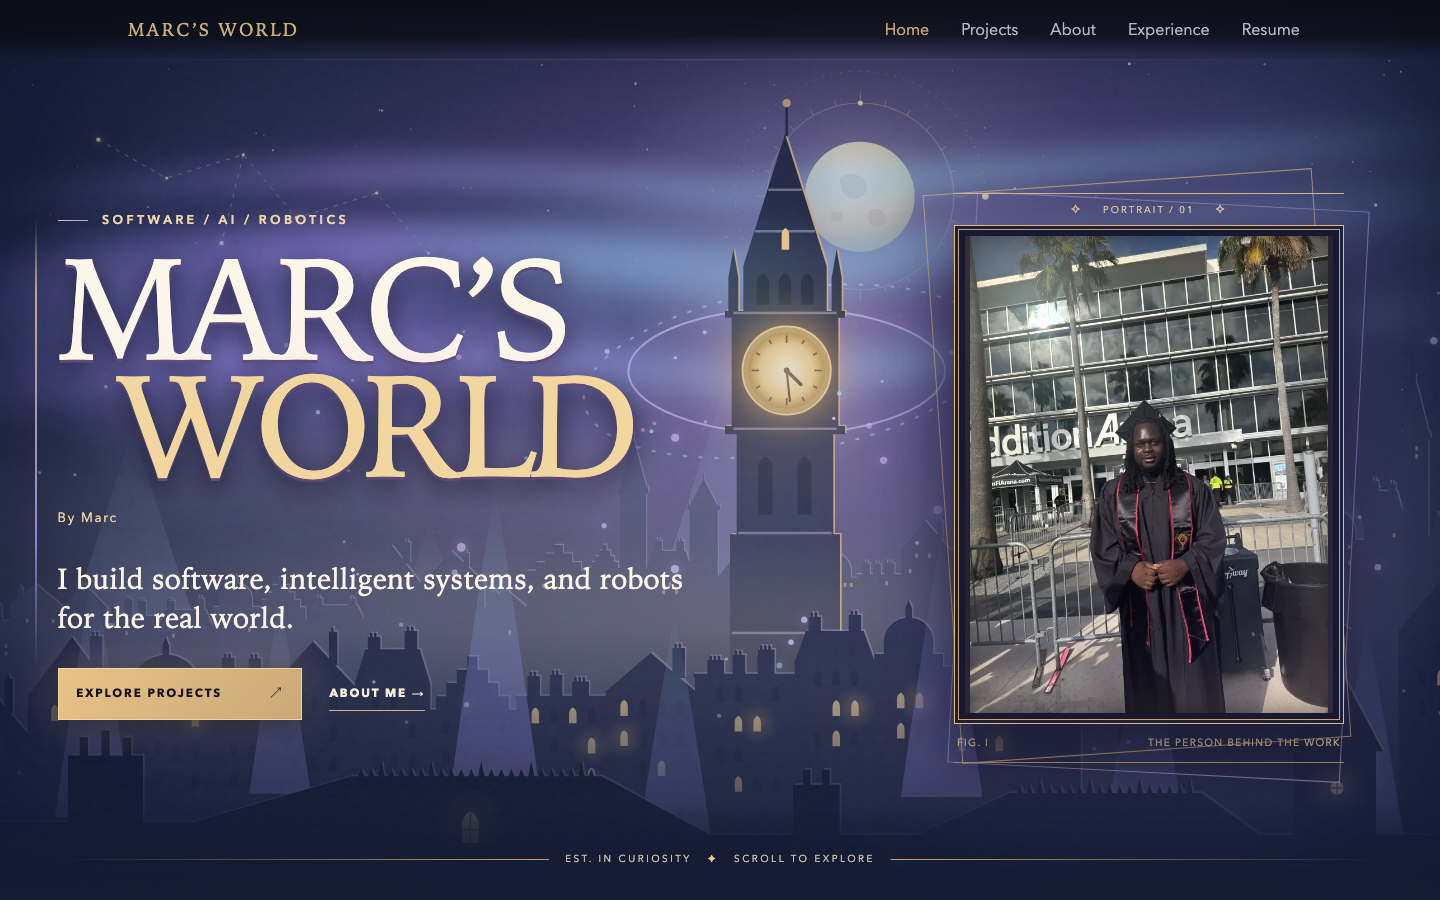 MARC’S WORLD
Home Projects About Experience Resume
SOFTWARE / AI / ROBOTICS
MARC’S
WORLD
By Marc
I build software, intelligent systems, and robots
for the real world.
EXPLORE PROJECTS ↗
ABOUT ME →
PORTRAIT / 01
ddition
FIG. I
THE PERSON BEHIND THE WORK
EST. IN CURIOSITY ✦ SCROLL TO EXPLORE